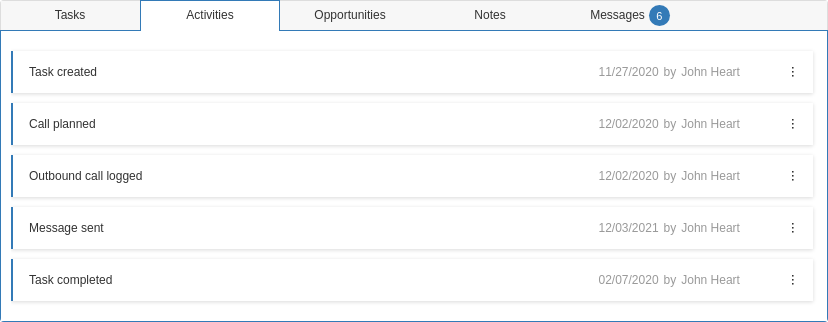 Tasks Activities Opportunities Notes Messages 6
Task created 11/27/2020 by John Heart
Call planned 12/02/2020 by John Heart
Outbound call logged 12/02/2020 by John Heart
Message sent 12/03/2021 by John Heart
Task completed 02/07/2020 by John Heart